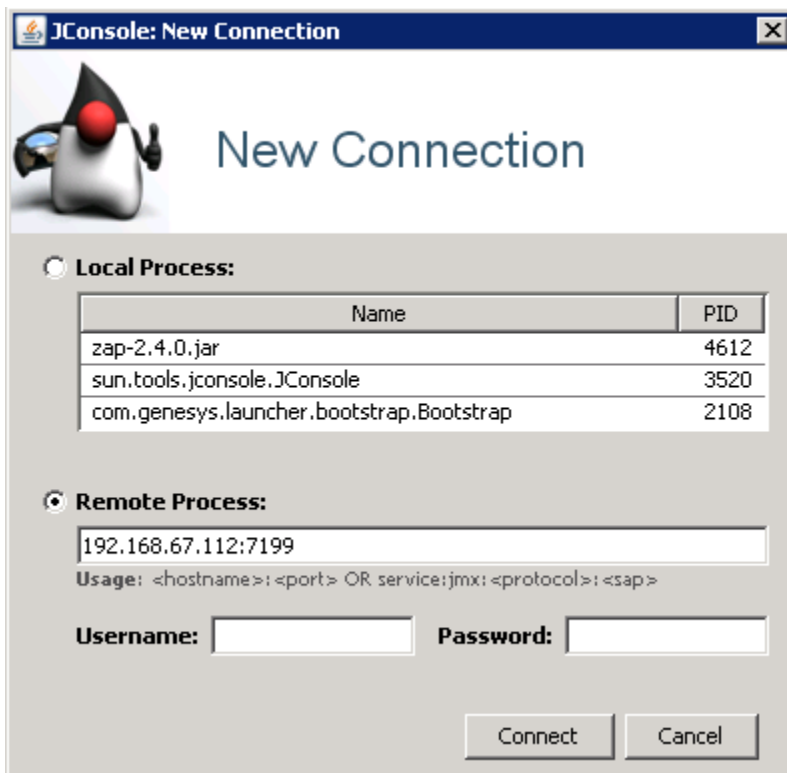 JConsole: New Connection
New Connection
Local Process:
Name PID
zap-2.4.0.jar 4612
sun.tools.jconsole.JConsole 3520
com.genesys.launcher.bootstrap.Bootstrap 2108
Remote Process:
192.168.67.112:7199
Usage: <hostname>:<port> OR service:jmx:<protocol>:<sap>
Username: Password:
Connect Cancel